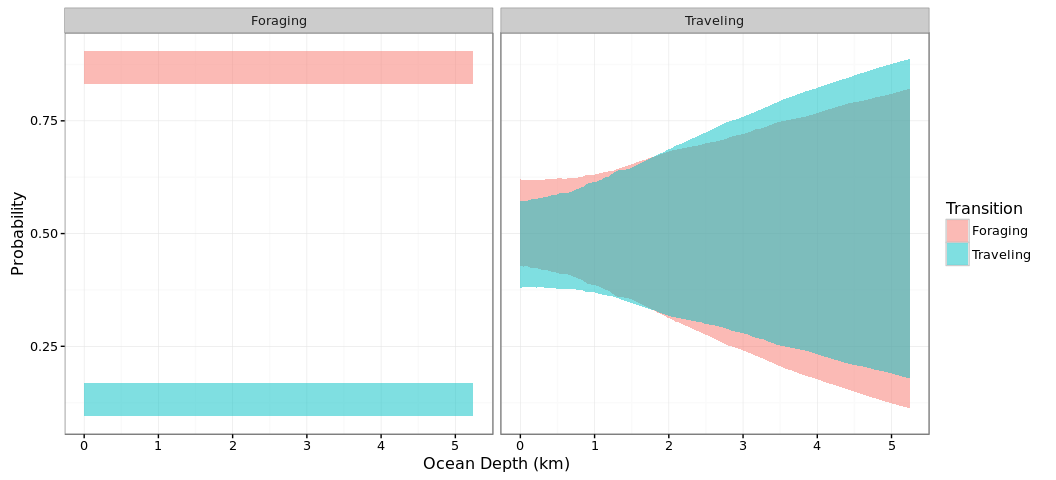 Foraging
Traveling
Probability
0.75
0.50
0.25
0 1 2 3 4 5
0 1 2 3 4 5
Ocean Depth (km)
Transition
Foraging
Traveling